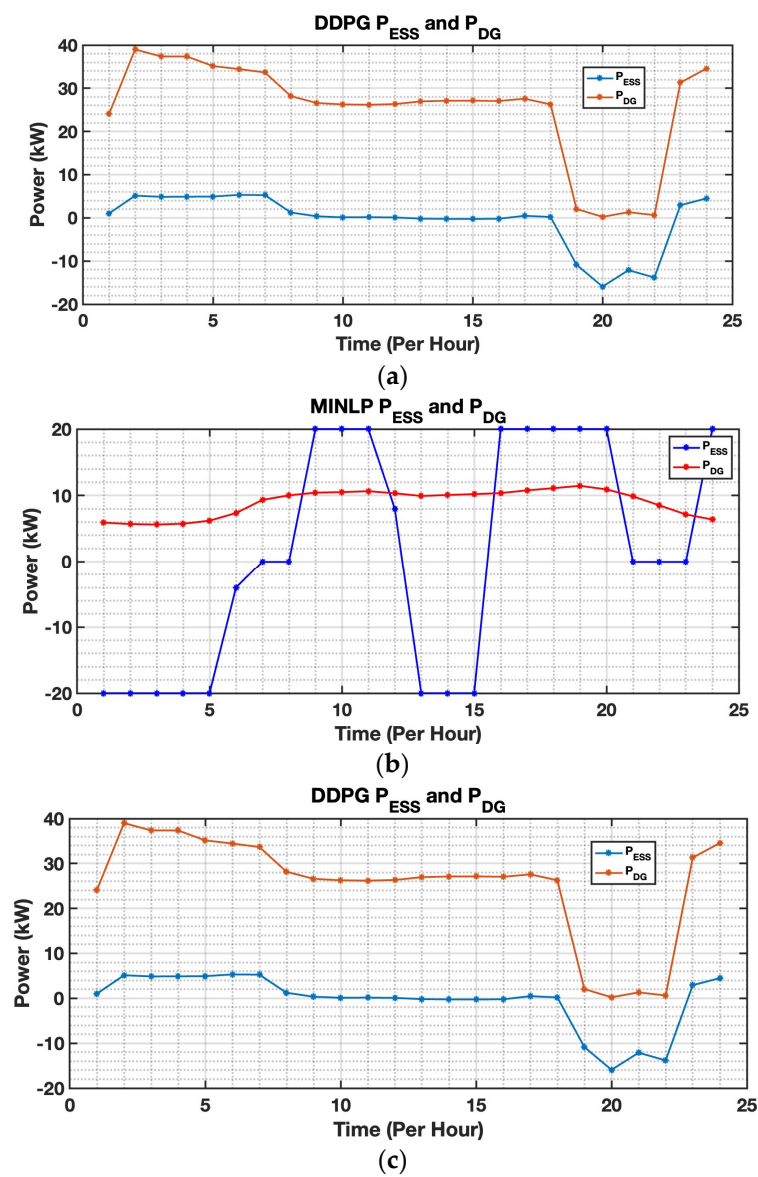 DDPG P_ESS and P_DG
40
30
20
10
0
-10
-20
Power (kW)
P_ESS
P_DG
0 5 10 15 20 25
Time (Per Hour)
(a)
MINLP P_ESS and P_DG
20
10
0
-10
-20
Power (kW)
P_ESS
P_DG
0 5 10 15 20 25
Time (Per Hour)
(b)
DDPG P_ESS and P_DG
40
30
20
10
0
-10
-20
Power (kW)
P_ESS
P_DG
0 5 10 15 20 25
Time (Per Hour)
(c)